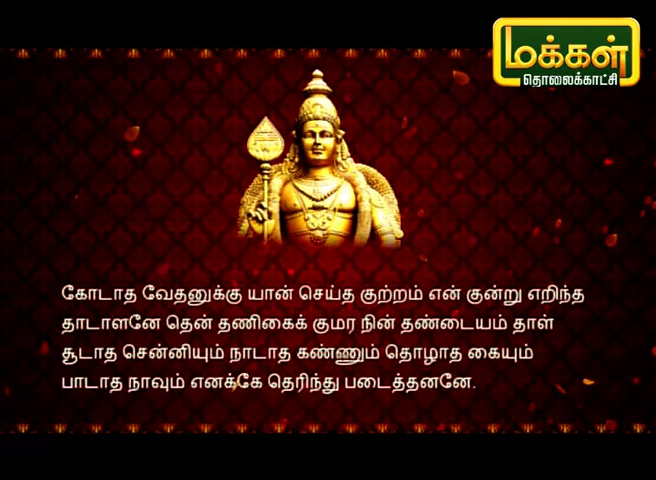 மக்கள்
தொலைக்காட்சி
கோடாத வேதனுக்கு யான் செய்த குற்றம் என் குன்று எறிந்த
தாடாளனே தென் தணிகைக் குமர நின் தண்டையம் தாள்
சூடாத சென்னியும் நாடாத கண்ணும் தொழாத கையும்
பாடாத நாவும் எனக்கே தெரிந்து படைத்தனனே.